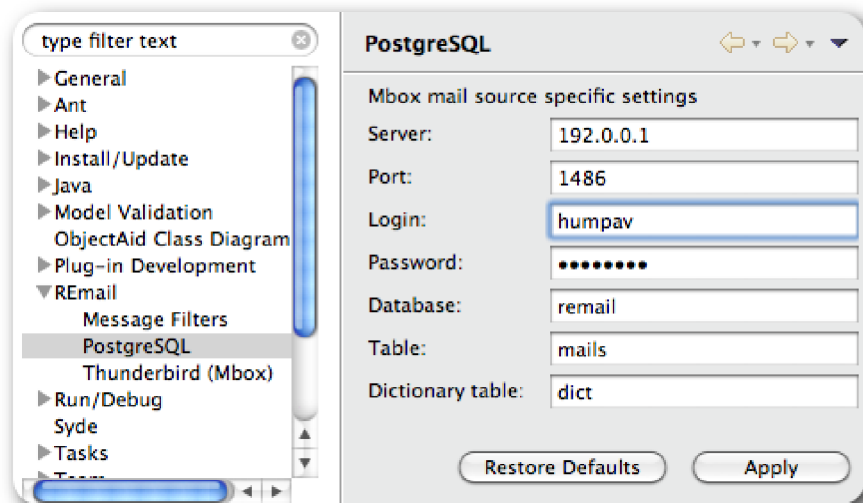 type filter text
General
Ant
Help
Install/Update
Java
Model Validation
ObjectAid Class Diagram
Plug-in Development
REmail
Message Filters
PostgreSQL
Thunderbird (Mbox)
Run/Debug
Syde
Tasks
PostgreSQL
Mbox mail source specific settings
Server: 192.0.0.1
Port: 1486
Login: humpav
Password: ••••••••
Database: remail
Table: mails
Dictionary table: dict
Restore Defaults Apply